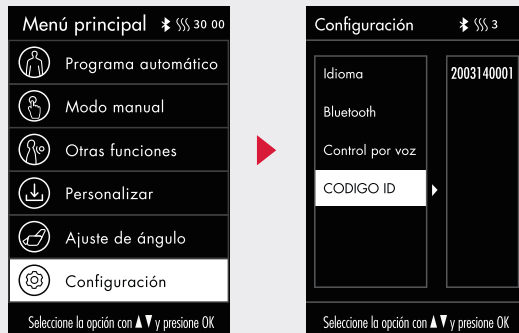 Menú principal 30 00
Programa automático
Modo manual
Otras funciones
Personalizar
Ajuste de ángulo
Configuración
Seleccione la opción con ▲▼ y presione OK
Configuración 3
Idioma
Bluetooth
Control por voz
CODIGO ID
2003140001
Seleccione la opción con ▲▼ y presione OK